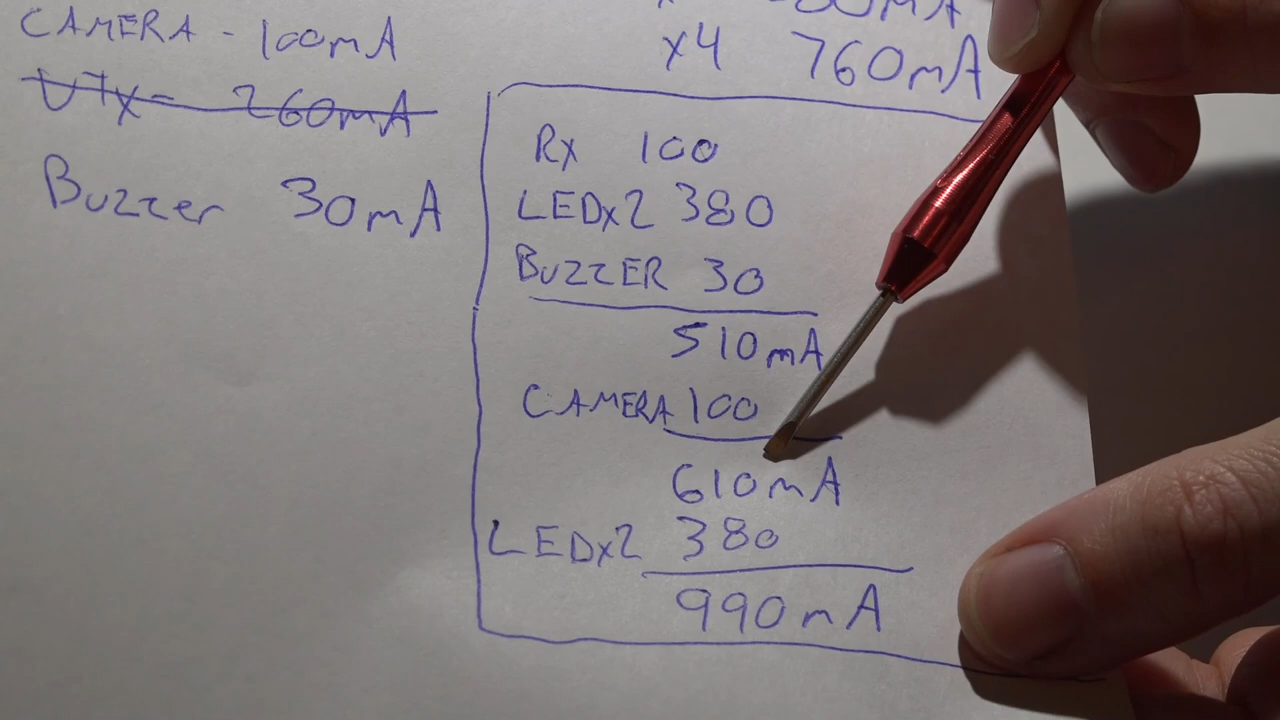 CAMERA - 100mA
x4 760mA
VTx - 260mA
Buzzer 30mA
Rx 100
LEDx2 380
BUZZER 30
510mA
CAMERA 100
610mA
LEDx2 380
990mA